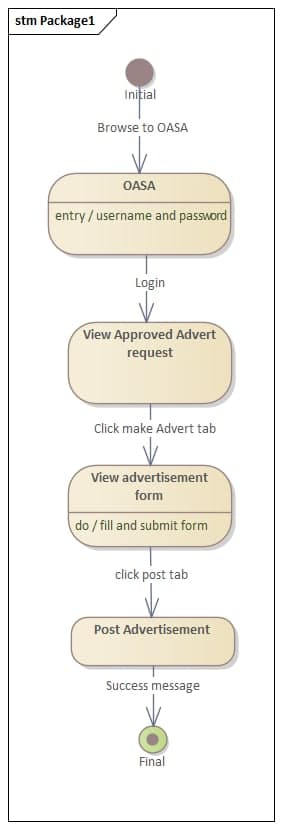 stm Package1
Initial
Browse to OASA
OASA
entry / username and password
Login
View Approved Advert
request
Click make Advert tab
View advertisement
form
do / fill and submit form
click post tab
Post Advertisement
Success message
Final